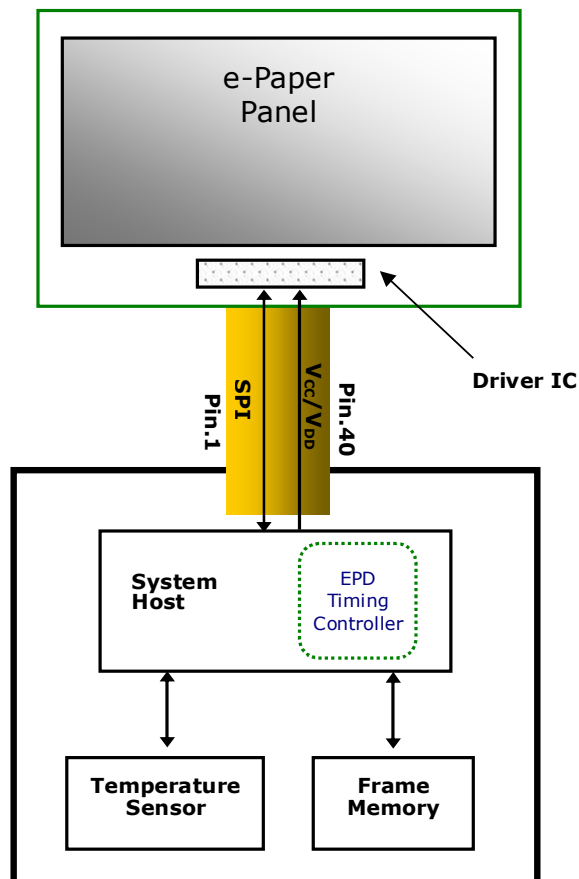 e-Paper
Panel
Driver IC
Pin.1
SPI
VCC/VDD
Pin.40
System
Host
EPD
Timing
Controller
Temperature
Sensor
Frame
Memory